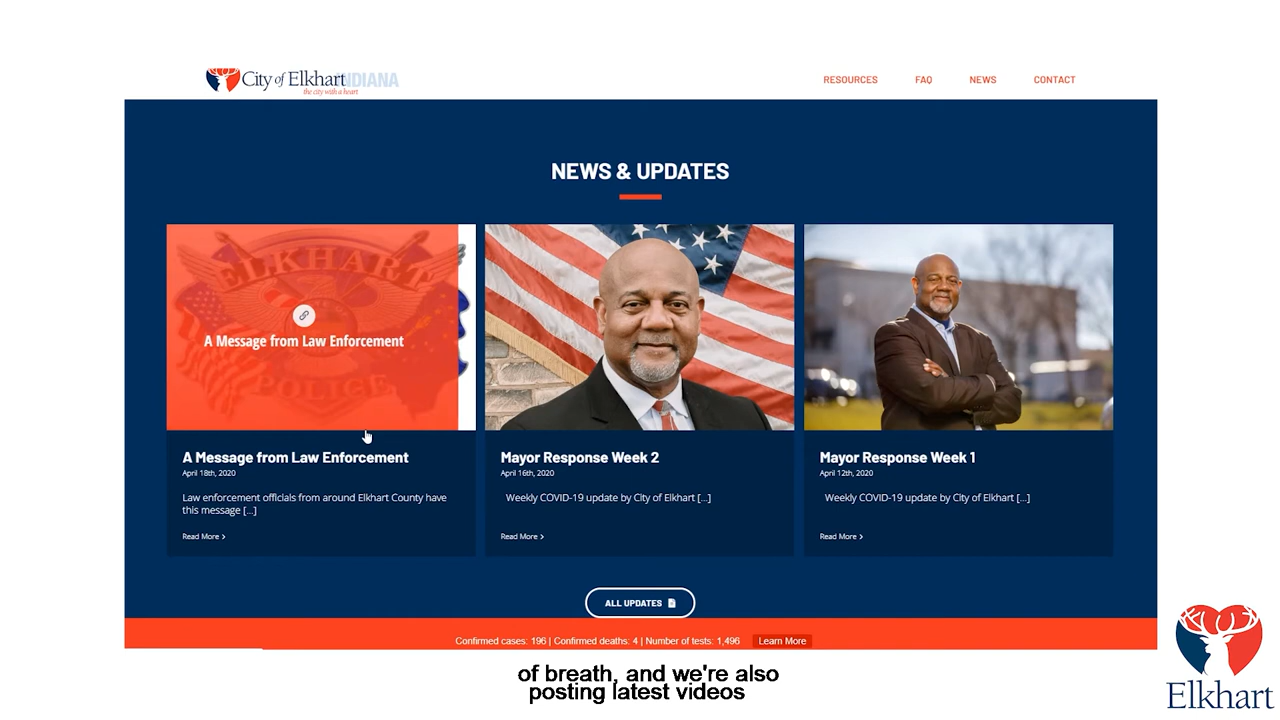 City of Elkhart INDIANA
the city with a heart
RESOURCES FAQ NEWS CONTACT
NEWS & UPDATES
ELKHART
A Message from Law Enforcement
POLICE
A Message from Law Enforcement
April 18th, 2020
Law enforcement officials from around Elkhart County have
this message [...]
Read More >
Mayor Response Week 2
April 16th, 2020
Weekly COVID-19 update by City of Elkhart [...]
Read More >
Mayor Response Week 1
April 12th, 2020
Weekly COVID-19 update by City of Elkhart [...]
Read More >
ALL UPDATES
Confirmed cases: 196 | Confirmed deaths: 4 | Number of tests: 1,496 Learn More
of breath, and we're also
posting latest videos
Elkhart